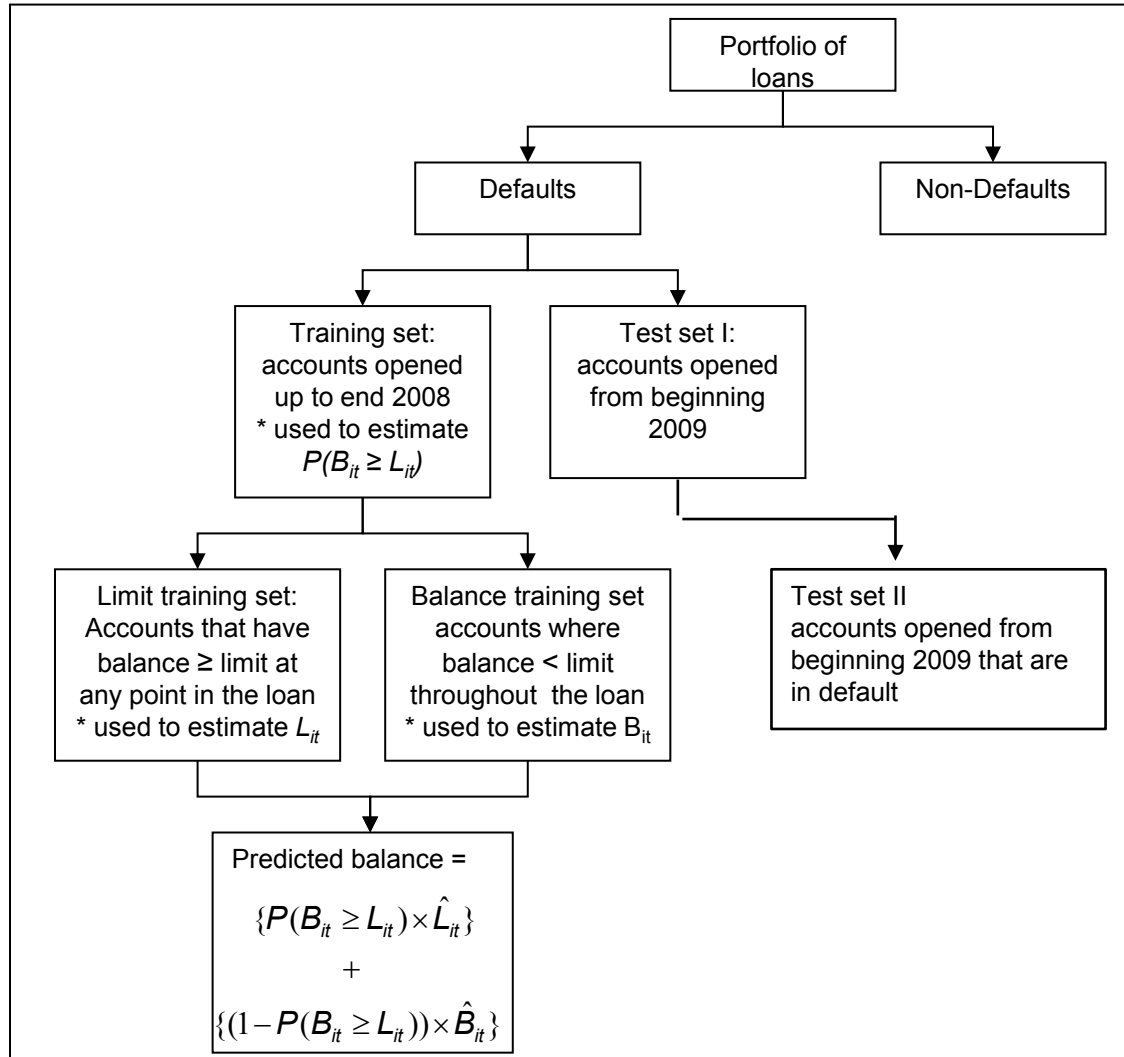 Portfolio of
loans
Defaults
Non-Defaults
Training set:
accounts opened
up to end 2008
* used to estimate
P(B_it ≥ L_it)
Test set I:
accounts opened
from beginning
2009
Limit training set:
Accounts that have
balance ≥ limit at
any point in the loan
* used to estimate L_it
Balance training set
accounts where
balance < limit
throughout the loan
* used to estimate B_it
Test set II
accounts opened from
beginning 2009 that are
in default
Predicted balance =
{P(B_it ≥ L_it) × L̂_it}
+
{(1 − P(B_it ≥ L_it)) × B̂_it}